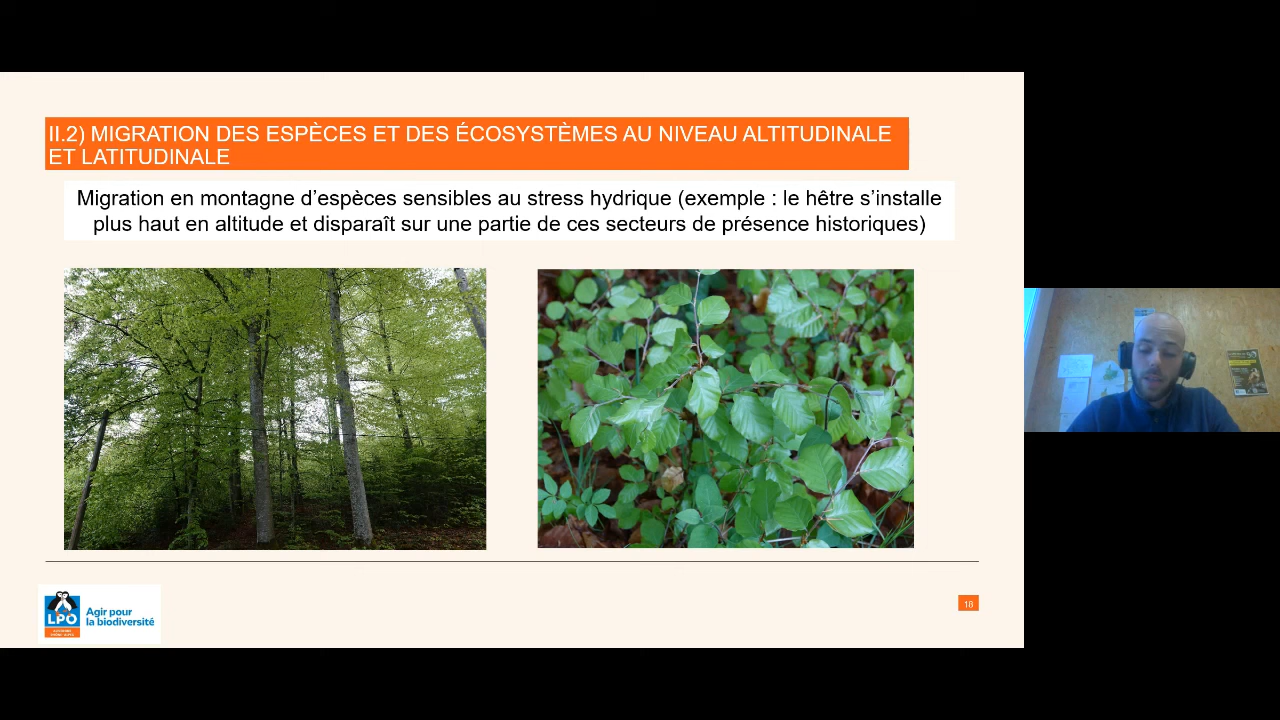 II.2) MIGRATION DES ESPÈCES ET DES ÉCOSYSTÈMES AU NIVEAU ALTITUDINALE
ET LATITUDINALE
Migration en montagne d’espèces sensibles au stress hydrique (exemple : le hêtre s’installe
plus haut en altitude et disparaît sur une partie de ces secteurs de présence historiques)
LPO
Agir pour
la biodiversité
18